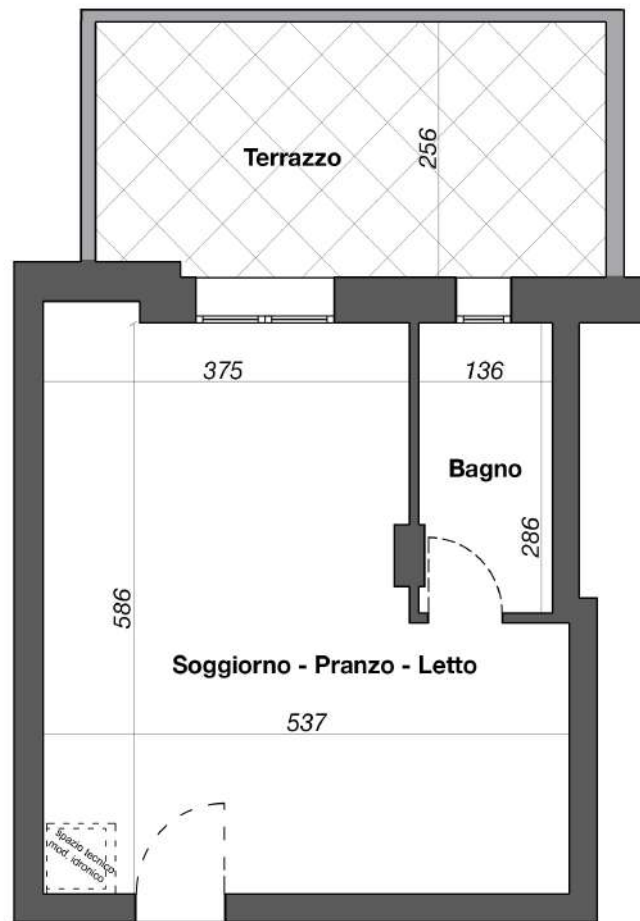 Terrazzo
256
375
136
Bagno
286
586
Soggiorno - Pranzo - Letto
537
spazio tecnico
mod. idronico